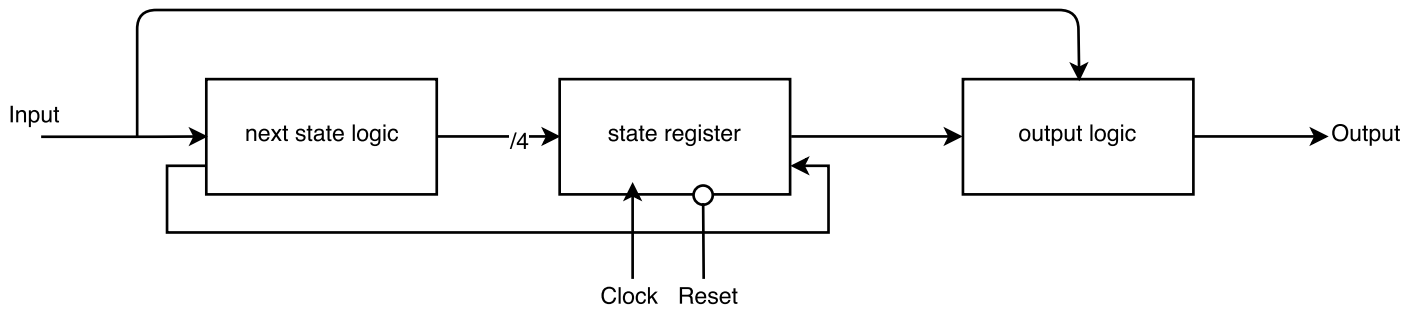 Input
next state logic
/4
state register
output logic
Output
Clock
Reset